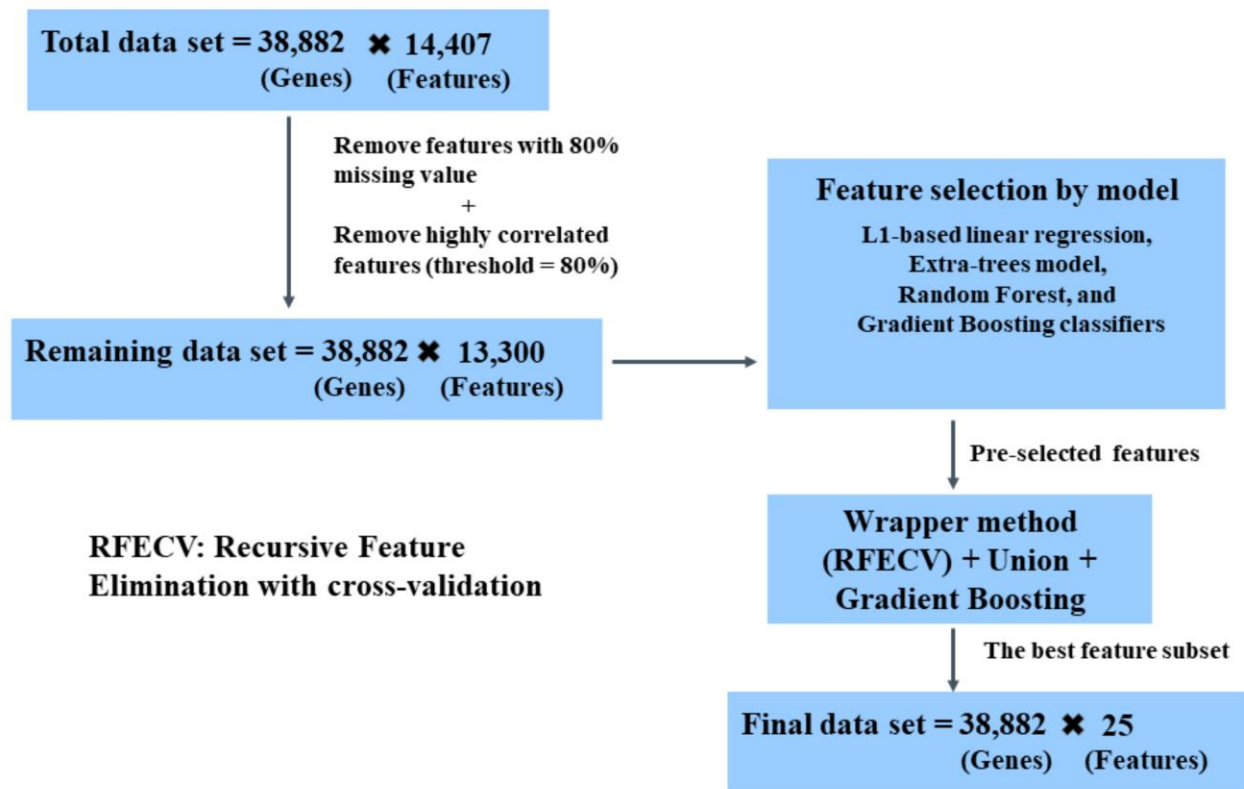 Total data set = 38,882 ✖ 14,407
(Genes) (Features)
Remove features with 80%
missing value
+
Remove highly correlated
features (threshold = 80%)
Remaining data set = 38,882 ✖ 13,300
(Genes) (Features)
Feature selection by model
L1-based linear regression,
Extra-trees model,
Random Forest, and
Gradient Boosting classifiers
Pre-selected features
Wrapper method
(RFECV) + Union +
Gradient Boosting
The best feature subset
Final data set = 38,882 ✖ 25
(Genes) (Features)
RFECV: Recursive Feature
Elimination with cross-validation